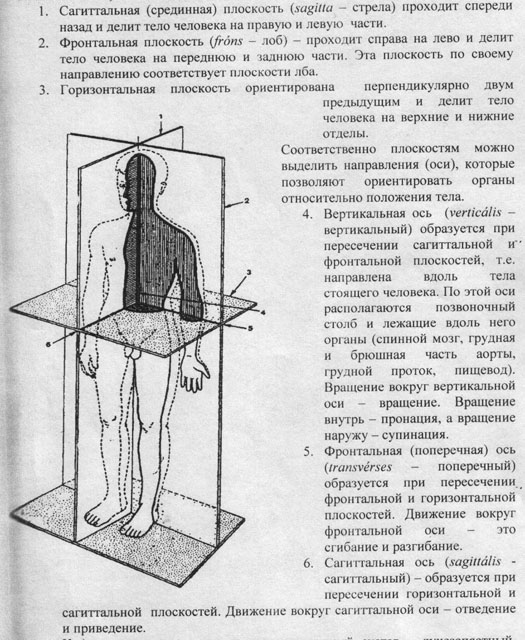 1. Сагиттальная (срединная) плоскость (sagitta – стрела) проходит спереди
назад и делит тело человека на правую и левую части.
2. Фронтальная плоскость (fróns – лоб) – проходит справа на лево и делит
тело человека на переднюю и заднюю части. Эта плоскость по своему
направлению соответствует плоскости лба.
3. Горизонтальная плоскость ориентирована перпендикулярно двум
предыдущим и делит тело
человека на верхние и нижние
отделы.
Соответственно плоскостям можно
выделить направления (оси), которые
позволяют ориентировать органы
относительно положения тела.
4. Вертикальная ось (verticális –
вертикальный) образуется при
пересечении сагиттальной и
фронтальной плоскостей, т.е.
направлена вдоль тела
стоящего человека. По этой оси
располагаются позвоночный
столб и лежащие вдоль него
органы (спинной мозг, грудная
и брюшная часть аорты,
грудной проток, пищевод).
Вращение вокруг вертикальной
оси – вращение. Вращение
внутрь – пронация, а вращение
наружу – супинация.
5. Фронтальная (поперечная) ось
(transvérses – поперечный)
образуется при пересечении
фронтальной и горизонтальной
плоскостей. Движение вокруг
фронтальной оси – это
сгибание и разгибание.
6. Сагиттальная ось (sagittális -
сагитальный) – образуется при
пересечении горизонтальной и
сагиттальной плоскостей. Движение вокруг сагиттальной оси – отведение
и приведение.
1
2
3
4
5
6